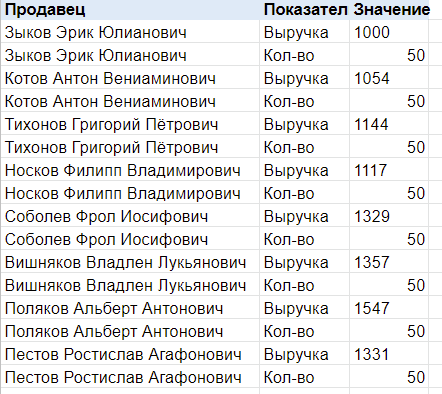 Продавец Показател Значение
Зыков Эрик Юлианович Выручка 1000
Зыков Эрик Юлианович Кол-во 50
Котов Антон Вениаминович Выручка 1054
Котов Антон Вениаминович Кол-во 50
Тихонов Григорий Пётрович Выручка 1144
Тихонов Григорий Пётрович Кол-во 50
Носков Филипп Владимирович Выручка 1117
Носков Филипп Владимирович Кол-во 50
Соболев Фрол Иосифович Выручка 1329
Соболев Фрол Иосифович Кол-во 50
Вишняков Владлен Лукьянович Выручка 1357
Вишняков Владлен Лукьянович Кол-во 50
Поляков Альберт Антонович Выручка 1547
Поляков Альберт Антонович Кол-во 50
Пестов Ростислав Агафонович Выручка 1331
Пестов Ростислав Агафонович Кол-во 50